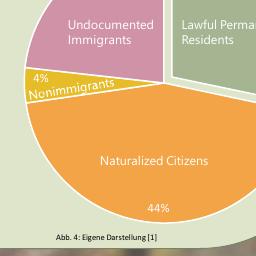 Undocumented
Immigrants
Lawful Perma
Residents
4%
Nonimmigrants
Naturalized Citizens
44%
Abb. 4: Eigene Darstellung [1]